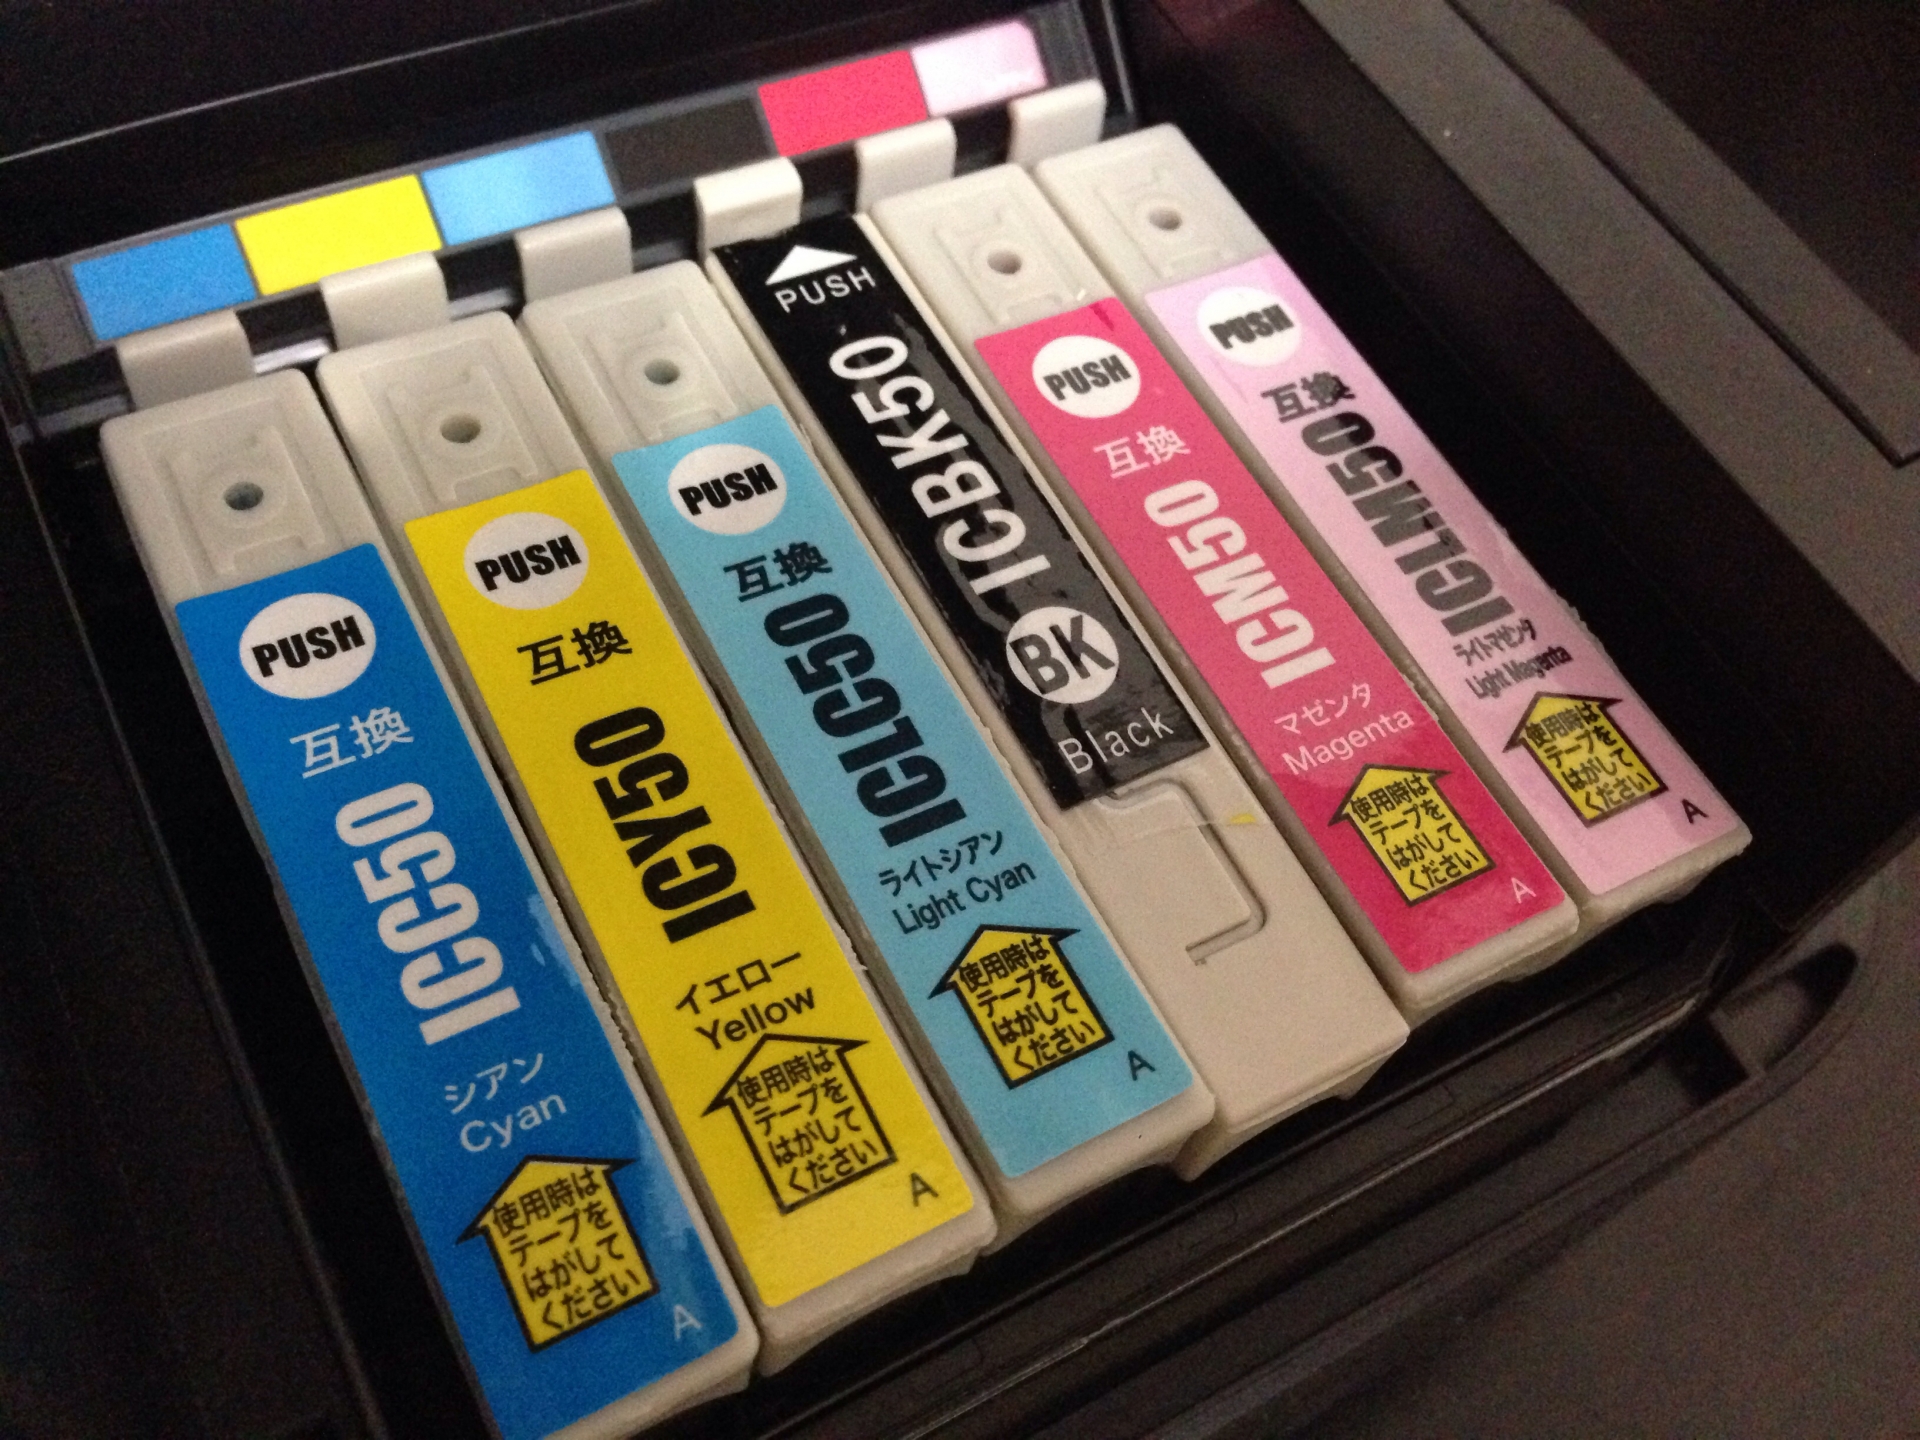 PUSH
互換
ICC50
シアン
Cyan
使用時は
テープを
はがして
ください
A
PUSH
互換
ICY50
イエロー
Yellow
使用時は
テープを
はがして
ください
A
PUSH
互換
ICLC50
ライトシアン
Light Cyan
使用時は
テープを
はがして
ください
A
PUSH
ICBK50
BK
Black
PUSH
互換
ICM50
マゼンタ
Magenta
使用時は
テープを
はがして
ください
A
PUSH
互換
ICLM50
ライトマゼンタ
Light Magenta
使用時は
テープを
はがして
ください
A